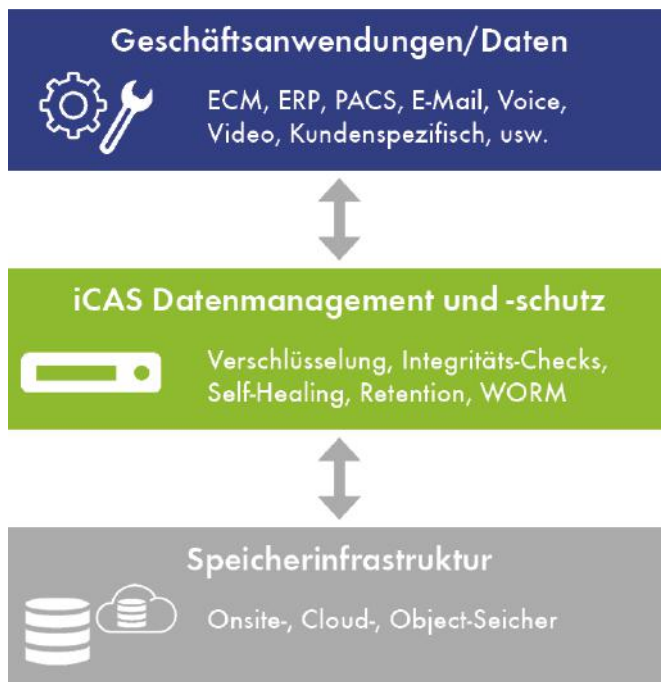 Geschäftsanwendungen/Daten
ECM, ERP, PACS, E-Mail, Voice,
Video, Kundenspezifisch, usw.
iCAS Datenmanagement und -schutz
Verschlüsselung, Integritäts-Checks,
Self-Healing, Retention, WORM
Speicherinfrastruktur
Onsite-, Cloud-, Object-Seicher